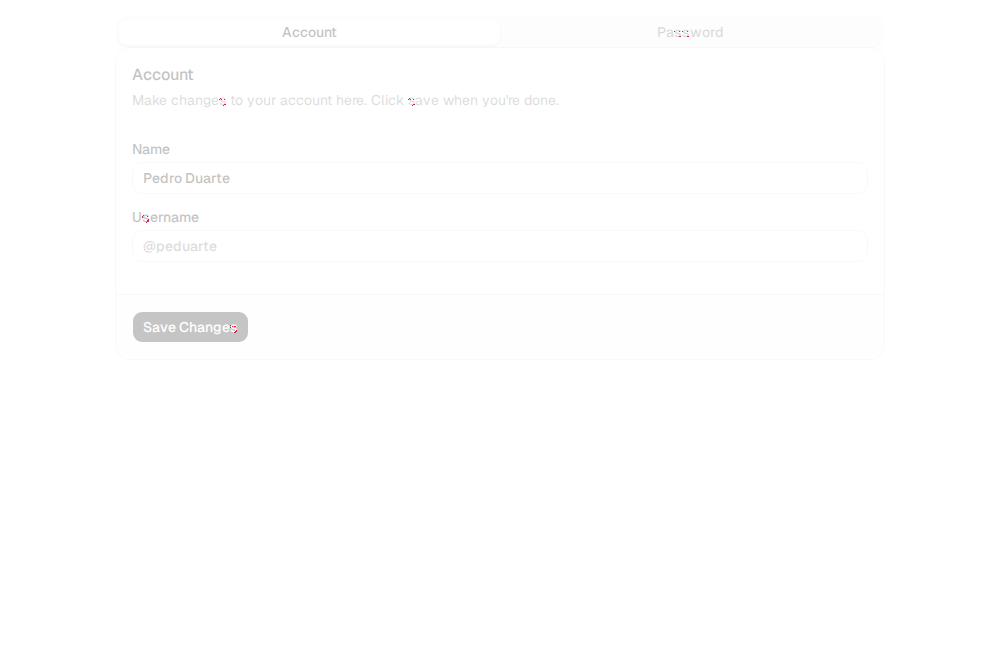 Account Password
Account
Make changes to your account here. Click save when you're done.
Name
Pedro Duarte
Username
@peduarte
Save Changes